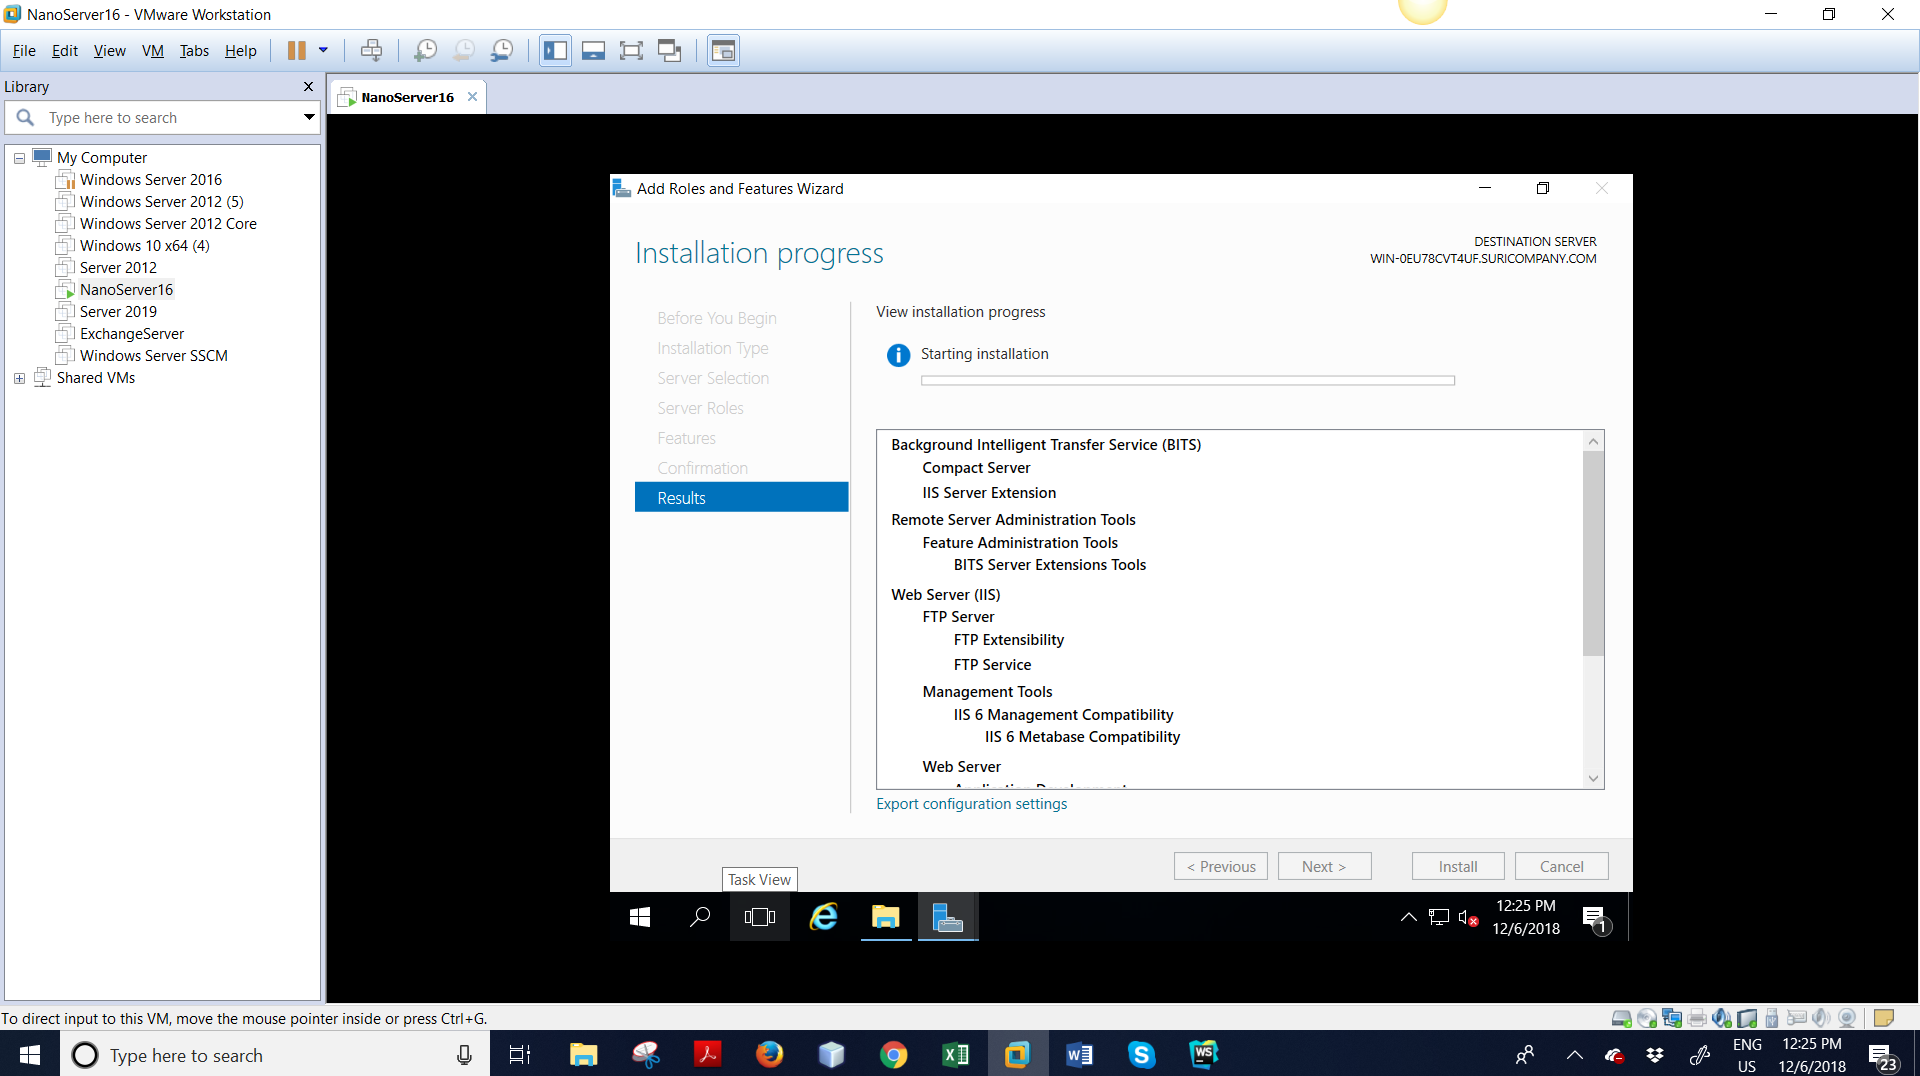 NanoServer16 - VMware Workstation
File Edit View VM Tabs Help
Library
NanoServer16
Type here to search
My Computer
Windows Server 2016
Windows Server 2012 (5)
Windows Server 2012 Core
Windows 10 x64 (4)
Server 2012
NanoServer16
Server 2019
ExchangeServer
Windows Server SSCM
Shared VMs
Add Roles and Features Wizard
Installation progress
DESTINATION SERVER
WIN-0EU78CVT4UF.SURICOMPANY.COM
Before You Begin
Installation Type
Server Selection
Server Roles
Features
Confirmation
Results
View installation progress
Starting installation
Background Intelligent Transfer Service (BITS)
Compact Server
IIS Server Extension
Remote Server Administration Tools
Feature Administration Tools
BITS Server Extensions Tools
Web Server (IIS)
FTP Server
FTP Extensibility
FTP Service
Management Tools
IIS 6 Management Compatibility
IIS 6 Metabase Compatibility
Web Server
Export configuration settings
< Previous Next > Install Cancel
Task View
12:25 PM
12/6/2018
1
To direct input to this VM, move the mouse pointer inside or press Ctrl+G.
Type here to search
WS
ENG
US
12:25 PM
12/6/2018
23